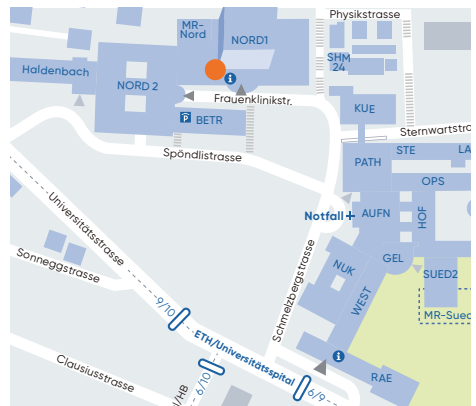 Physikstrasse
MR-
Nord
NORD1
SHM
24
Haldenbach
NORD 2
i
Frauenklinikstr.
KUE
P
BETR
Sternwartstra
STE
LA
Spöndlistrasse
PATH
OPS
Universitätsstrasse
Notfall+
AUFN
HOF
Sonneggstrasse
Schmelzbergstrasse
NUK
GEL
SUED2
WEST
9/10
MR-Sued
ETH/Universitätsspital
i
Clausiusstrasse
6/10
6/9
RAE
/HB